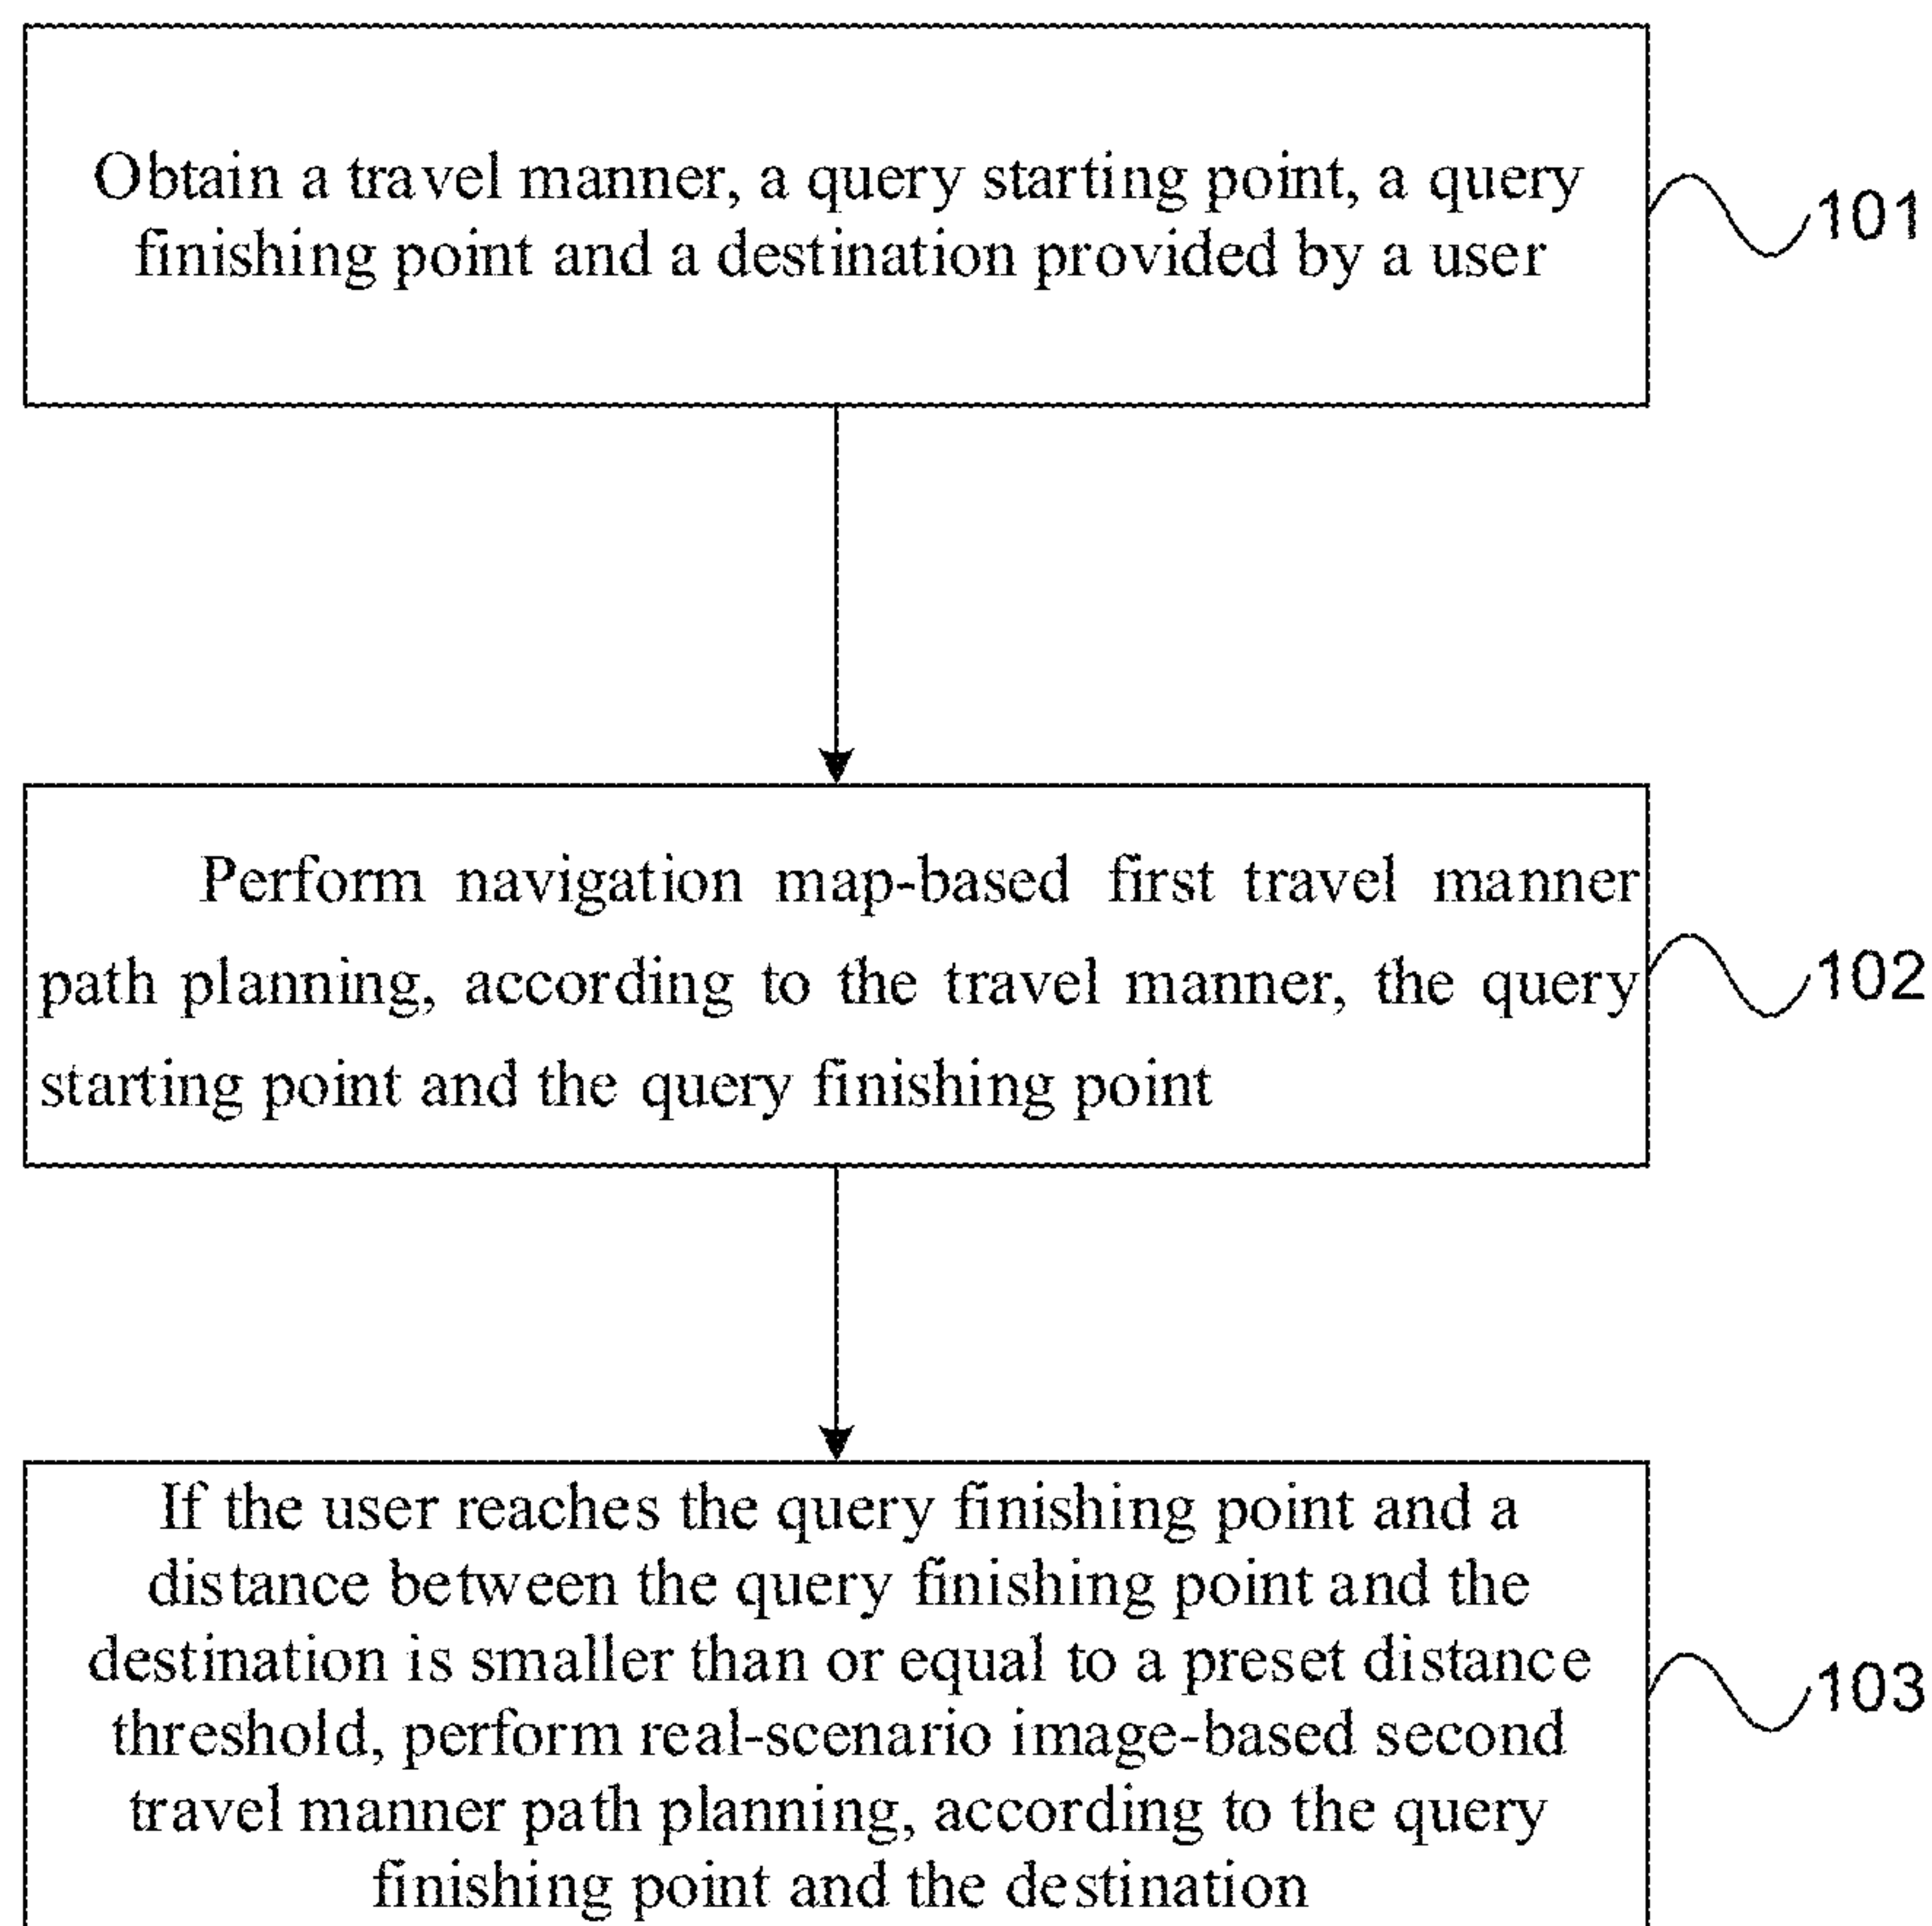 Obtain a travel manner, a query starting point, a query
finishing point and a destination provided by a user
101
Perform navigation map-based first travel manner
path planning, according to the travel manner, the query
starting point and the query finishing point
102
If the user reaches the query finishing point and a
distance between the query finishing point and the
destination is smaller than or equal to a preset distance
threshold, perform real-scenario image-based second
travel manner path planning, according to the query
finishing point and the destination
103